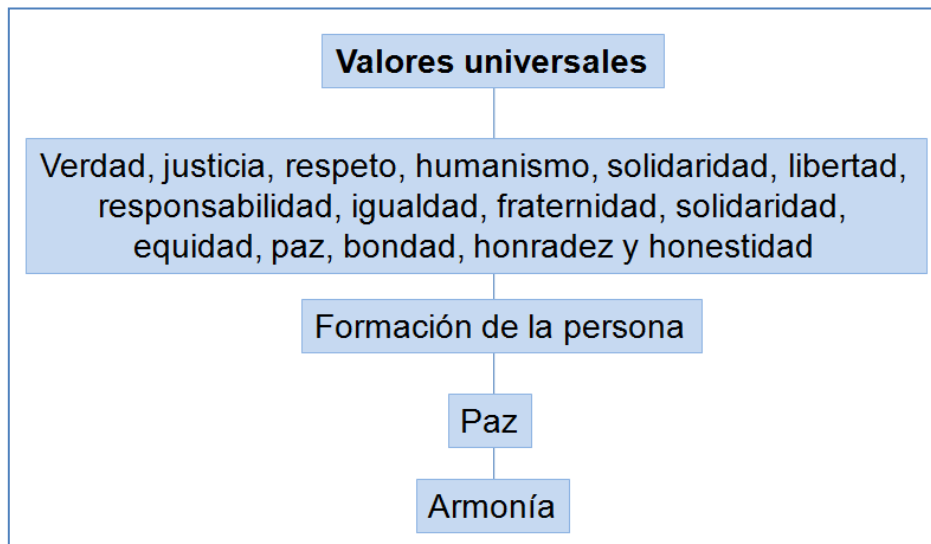 Valores universales
Verdad, justicia, respeto, humanismo, solidaridad, libertad,
responsabilidad, igualdad, fraternidad, solidaridad,
equidad, paz, bondad, honradez y honestidad
Formación de la persona
Paz
Armonía